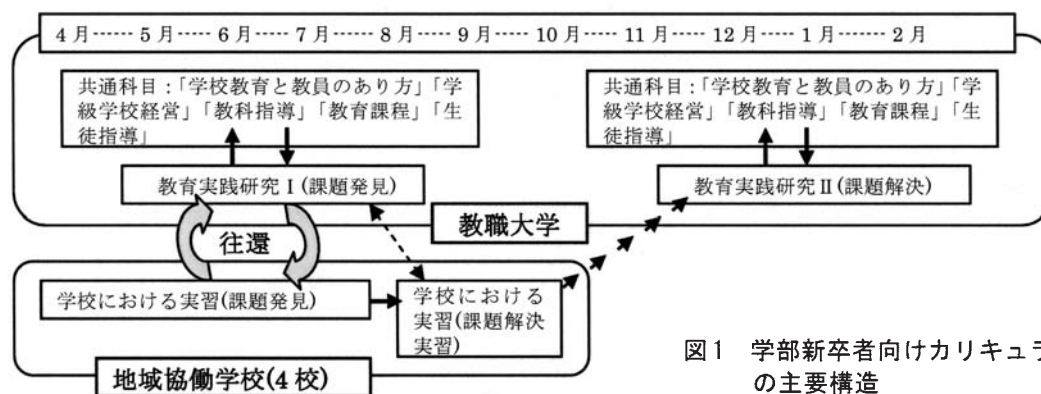 4月‥‥‥5月‥‥‥6月‥‥‥7月‥‥‥8月‥‥‥9月‥‥‥10月‥‥‥11月‥‥‥12月‥‥‥1月‥‥‥2月
共通科目：「学校教育と教員のあり方」「学
級学校経営」「教科指導」「教育課程」「生
徒指導」
共通科目：「学校教育と教員のあり方」「学
級学校経営」「教科指導」「教育課程」「生
徒指導」
教育実践研究Ⅰ(課題発見)
教育実践研究Ⅱ(課題解決)
教職大学
往還
学校における実習(課題発見)
学校における
実習(課題解決
実習)
地域協働学校(4校)
図1　学部新卒者向けカリキュラ
の主要構造